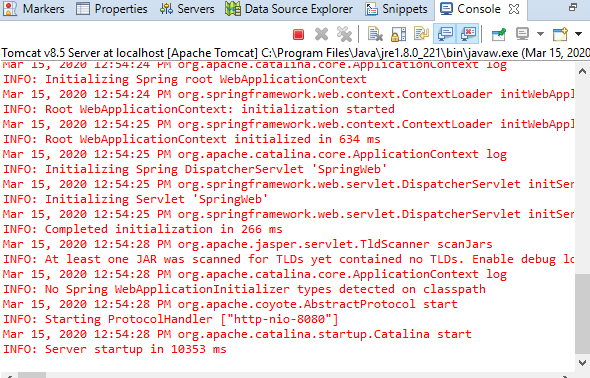 Markers Properties Servers Data Source Explorer Snippets Console
Tomcat v8.5 Server at localhost [Apache Tomcat] C:\Program Files\Java\jre1.8.0_221\bin\javaw.exe (Mar 15, 2020
Mar 15, 2020 12:54:24 PM org.apache.catalina.core.ApplicationContext log
INFO: Initializing Spring root WebApplicationContext
Mar 15, 2020 12:54:24 PM org.springframework.web.context.ContextLoader initWebAppl
INFO: Root WebApplicationContext: initialization started
Mar 15, 2020 12:54:25 PM org.springframework.web.context.ContextLoader initWebAppl
INFO: Root WebApplicationContext initialized in 634 ms
Mar 15, 2020 12:54:25 PM org.apache.catalina.core.ApplicationContext log
INFO: Initializing Spring DispatcherServlet 'SpringWeb'
Mar 15, 2020 12:54:25 PM org.springframework.web.servlet.DispatcherServlet initSer
INFO: Initializing Servlet 'SpringWeb'
Mar 15, 2020 12:54:25 PM org.springframework.web.servlet.DispatcherServlet initSer
INFO: Completed initialization in 266 ms
Mar 15, 2020 12:54:28 PM org.apache.jasper.servlet.TldScanner scanJars
INFO: At least one JAR was scanned for TLDs yet contained no TLDs. Enable debug lo
Mar 15, 2020 12:54:28 PM org.apache.catalina.core.ApplicationContext log
INFO: No Spring WebApplicationInitializer types detected on classpath
Mar 15, 2020 12:54:28 PM org.apache.coyote.AbstractProtocol start
INFO: Starting ProtocolHandler ["http-nio-8080"]
Mar 15, 2020 12:54:28 PM org.apache.catalina.startup.Catalina start
INFO: Server startup in 10353 ms